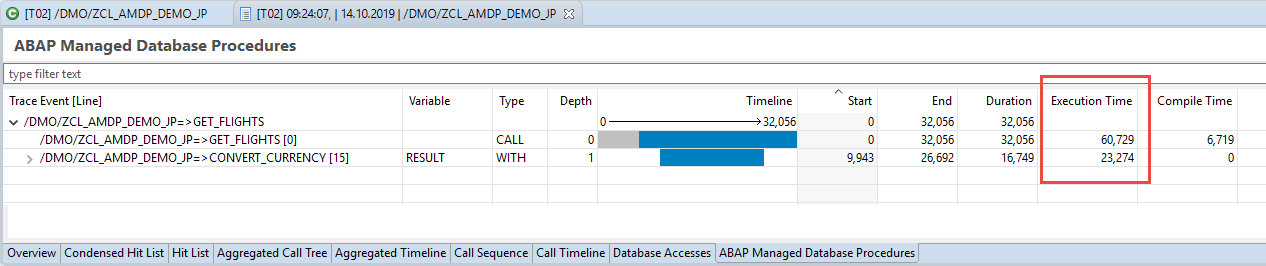 [T02] /DMO/ZCL_AMDP_DEMO_JP [T02] 09:24:07, | 14.10.2019 | /DMO/ZCL_AMDP_DEMO_JP
ABAP Managed Database Procedures
type filter text
Trace Event [Line] Variable Type Depth Timeline Start End Duration Execution Time Compile Time
/DMO/ZCL_AMDP_DEMO_JP=>GET_FLIGHTS 0 32,056 0 32,056 32,056
/DMO/ZCL_AMDP_DEMO_JP=>GET_FLIGHTS [0] CALL 0 0 32,056 32,056 60,729 6,719
/DMO/ZCL_AMDP_DEMO_JP=>CONVERT_CURRENCY [15] RESULT WITH 1 9,943 26,692 16,749 23,274 0
Overview Condensed Hit List Hit List Aggregated Call Tree Aggregated Timeline Call Sequence Call Timeline Database Accesses ABAP Managed Database Procedures